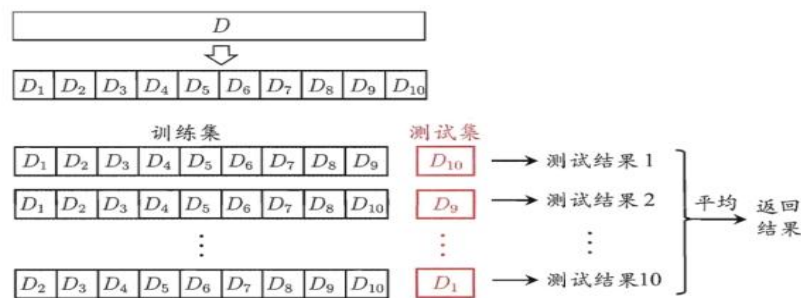 D
D₁ D₂ D₃ D₄ D₅ D₆ D₇ D₈ D₉ D₁₀
训练集 测试集
D₁ D₂ D₃ D₄ D₅ D₆ D₇ D₈ D₉ D₁₀ → 测试结果 1
D₁ D₂ D₃ D₄ D₅ D₆ D₇ D₈ D₁₀ D₉ → 测试结果 2
平均 → 返回
结果
⋮ ⋮ ⋮
D₂ D₃ D₄ D₅ D₆ D₇ D₈ D₉ D₁₀ D₁ → 测试结果10